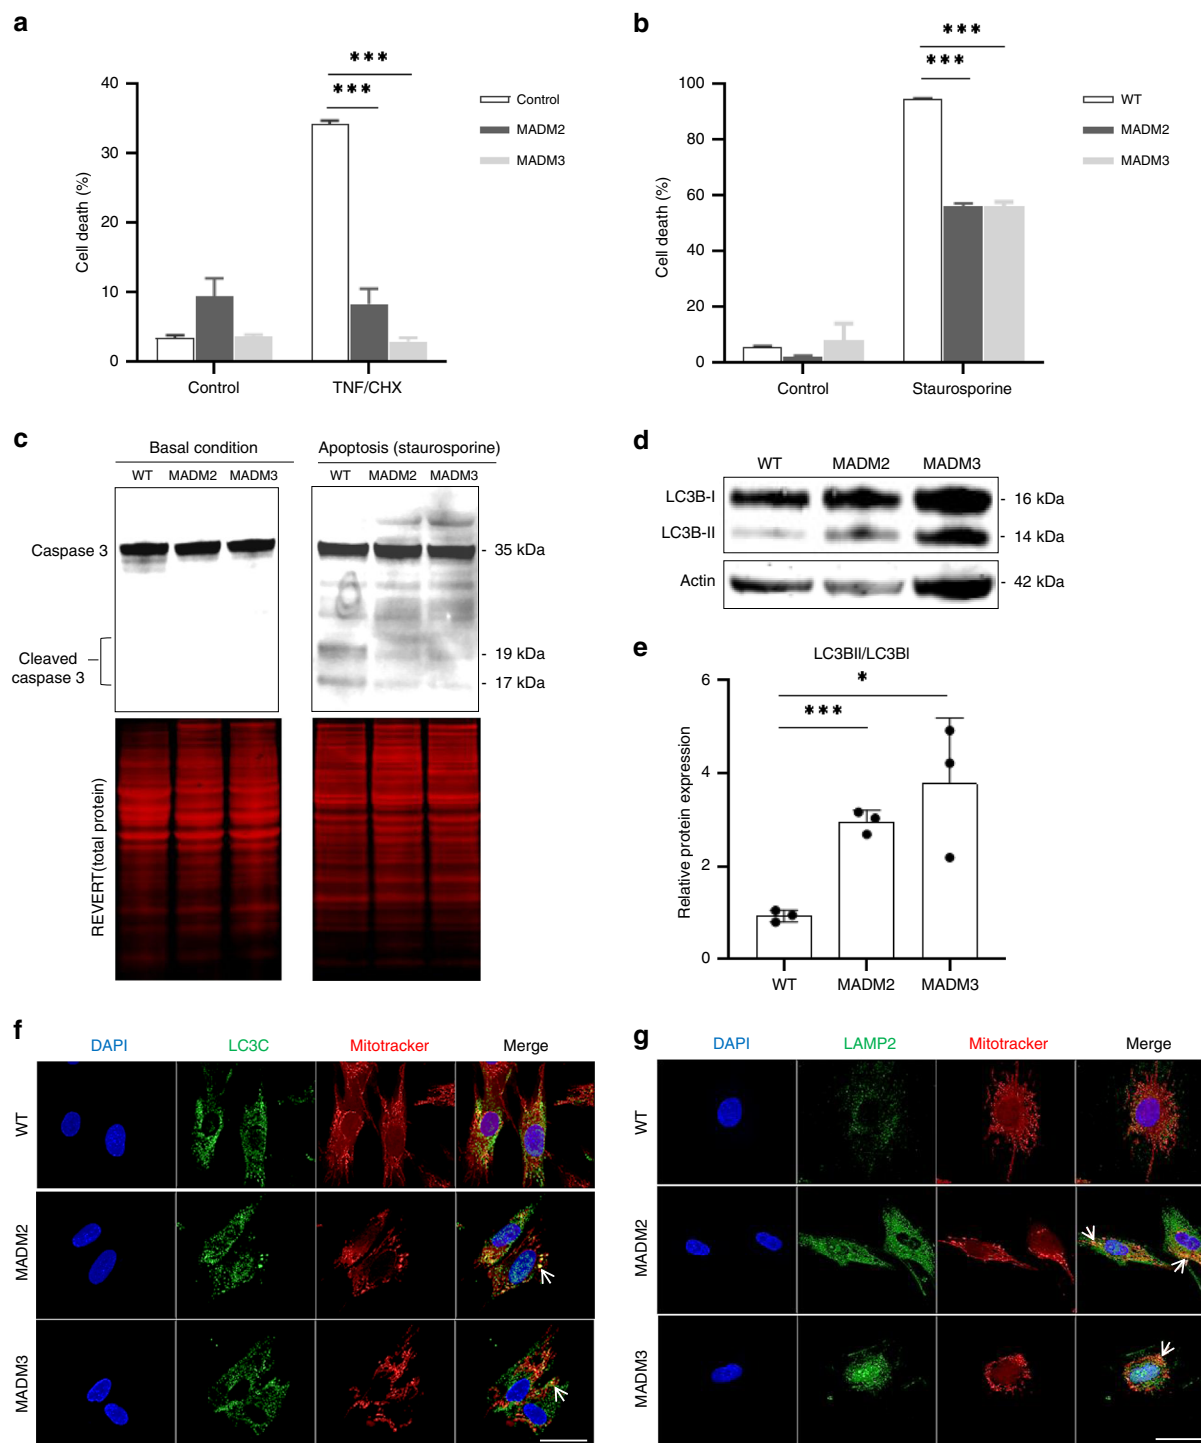 a
***
***
40
30
20
10
0
Cell death (%)
Control
TNF/CHX
Control
MADM2
MADM3
b
***
***
100
80
60
40
20
0
Cell death (%)
Control
Staurosporine
WT
MADM2
MADM3
c
Basal condition
Apoptosis (staurosporine)
WT MADM2 MADM3
WT MADM2 MADM3
Caspase 3
- 35 kDa
Cleaved
caspase 3
- 19 kDa
- 17 kDa
REVERT(total protein)
d
WT MADM2 MADM3
LC3B-I
- 16 kDa
LC3B-II
- 14 kDa
Actin
- 42 kDa
e
LC3BII/LC3BI
*
***
6
4
2
0
Relative protein expression
WT MADM2 MADM3
f
DAPI LC3C Mitotracker Merge
WT
MADM2
MADM3
g
DAPI LAMP2 Mitotracker Merge
WT
MADM2
MADM3